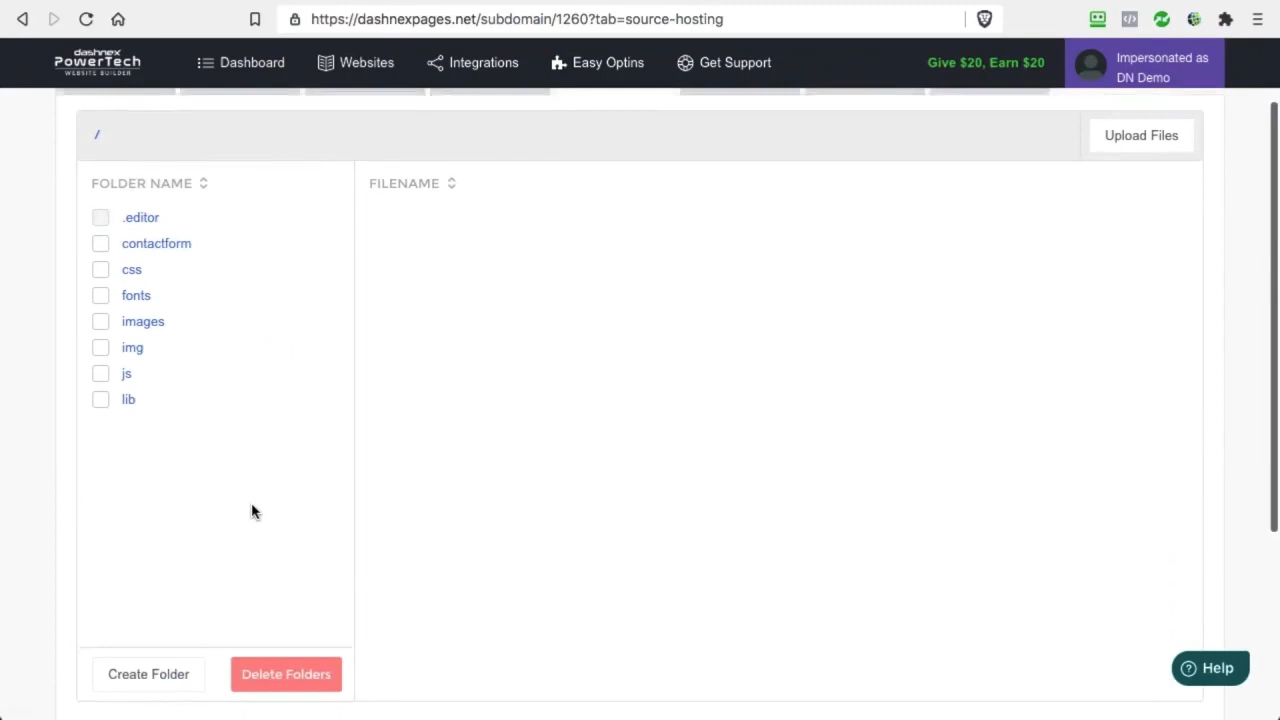 https://dashnexpages.net/subdomain/1260?tab=source-hosting
dashnex
PowerTech
WEBSITE BUILDER
Dashboard
Websites
Integrations
Easy Optins
Get Support
Give $20, Earn $20
Impersonated as
DN Demo
/
Upload Files
FOLDER NAME
FILENAME
.editor
contactform
css
fonts
images
img
js
lib
Create Folder
Delete Folders
Help